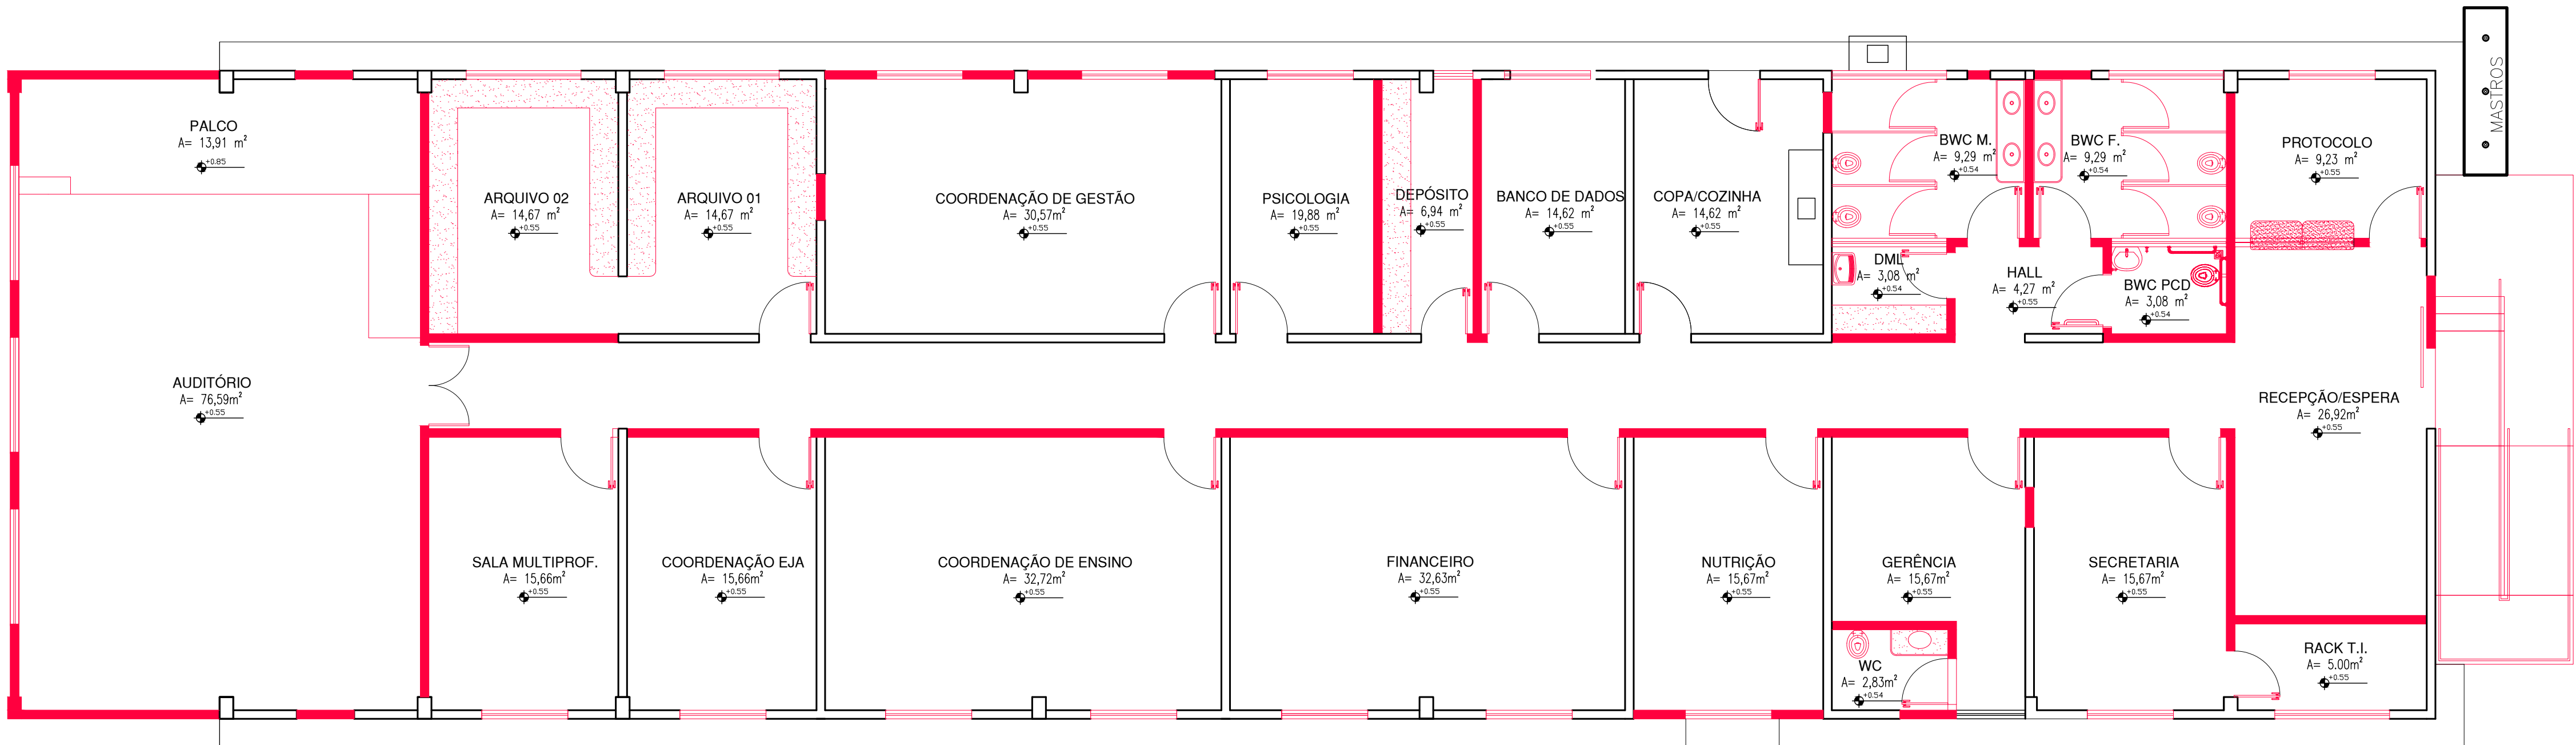 MASTROS
PALCO
A= 13,91 m²
+0.85
ARQUIVO 02
A= 14,67 m²
+0.55
ARQUIVO 01
A= 14,67 m²
+0.55
COORDENAÇÃO DE GESTÃO
A= 30,57m²
+0.55
PSICOLOGIA
A= 19,88 m²
+0.55
DEPÓSITO
A= 6,94 m²
+0.55
BANCO DE DADOS
A= 14,62 m²
+0.55
COPA/COZINHA
A= 14,62 m²
+0.55
BWC M.
A= 9,29 m²
+0.54
BWC F.
A= 9,29 m²
+0.54
PROTOCOLO
A= 9,23 m²
+0.55
DML
A= 3,08 m²
+0.54
HALL
A= 4,27 m²
+0.55
BWC PCD
A= 3,08 m²
+0.54
AUDITÓRIO
A= 76,59m²
+0.55
RECEPÇÃO/ESPERA
A= 26,92m²
+0.55
SALA MULTIPROF.
A= 15,66m²
+0.55
COORDENAÇÃO EJA
A= 15,66m²
+0.55
COORDENAÇÃO DE ENSINO
A= 32,72m²
+0.55
FINANCEIRO
A= 32,63m²
+0.55
NUTRIÇÃO
A= 15,67m²
+0.55
GERÊNCIA
A= 15,67m²
+0.55
SECRETARIA
A= 15,67m²
+0.55
WC
A= 2,83m²
+0.54
RACK T.I.
A= 5.00m²
+0.55